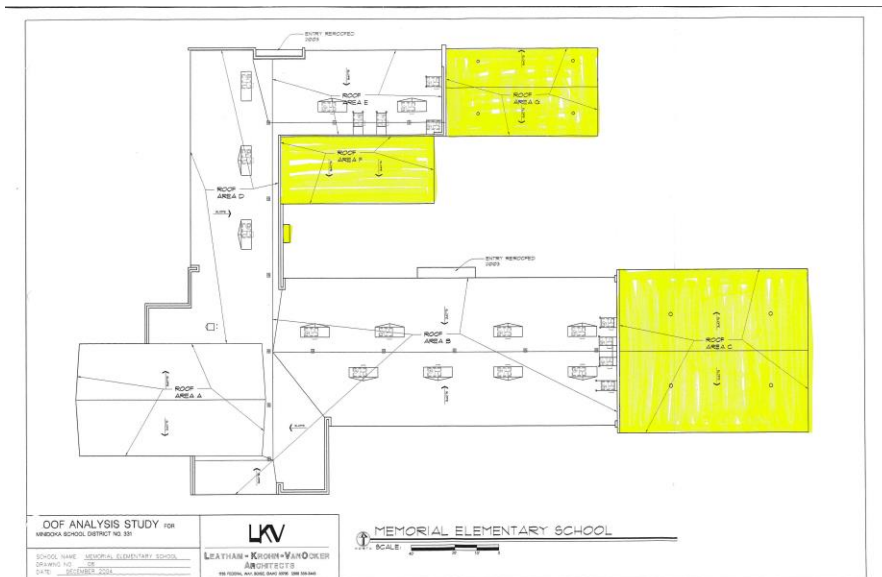 ENTRY REROOFED
2003
ROOF
AREA E
ROOF
AREA G
ROOF
AREA F
ROOF
AREA D
ENTRY REROOFED
2003
ROOF
AREA B
ROOF
AREA C
ROOF
AREA A
OOF ANALYSIS STUDY FOR
MINIDOKA SCHOOL DISTRICT NO. 331
SCHOOL NAME: MEMORIAL ELEMENTARY SCHOOL
DRAWING NO.
DATE: DECEMBER 2004
LKV
LEATHAM - KROHN - VANOCKER
ARCHITECTS
MEMORIAL ELEMENTARY SCHOOL
NORTH SCALE: